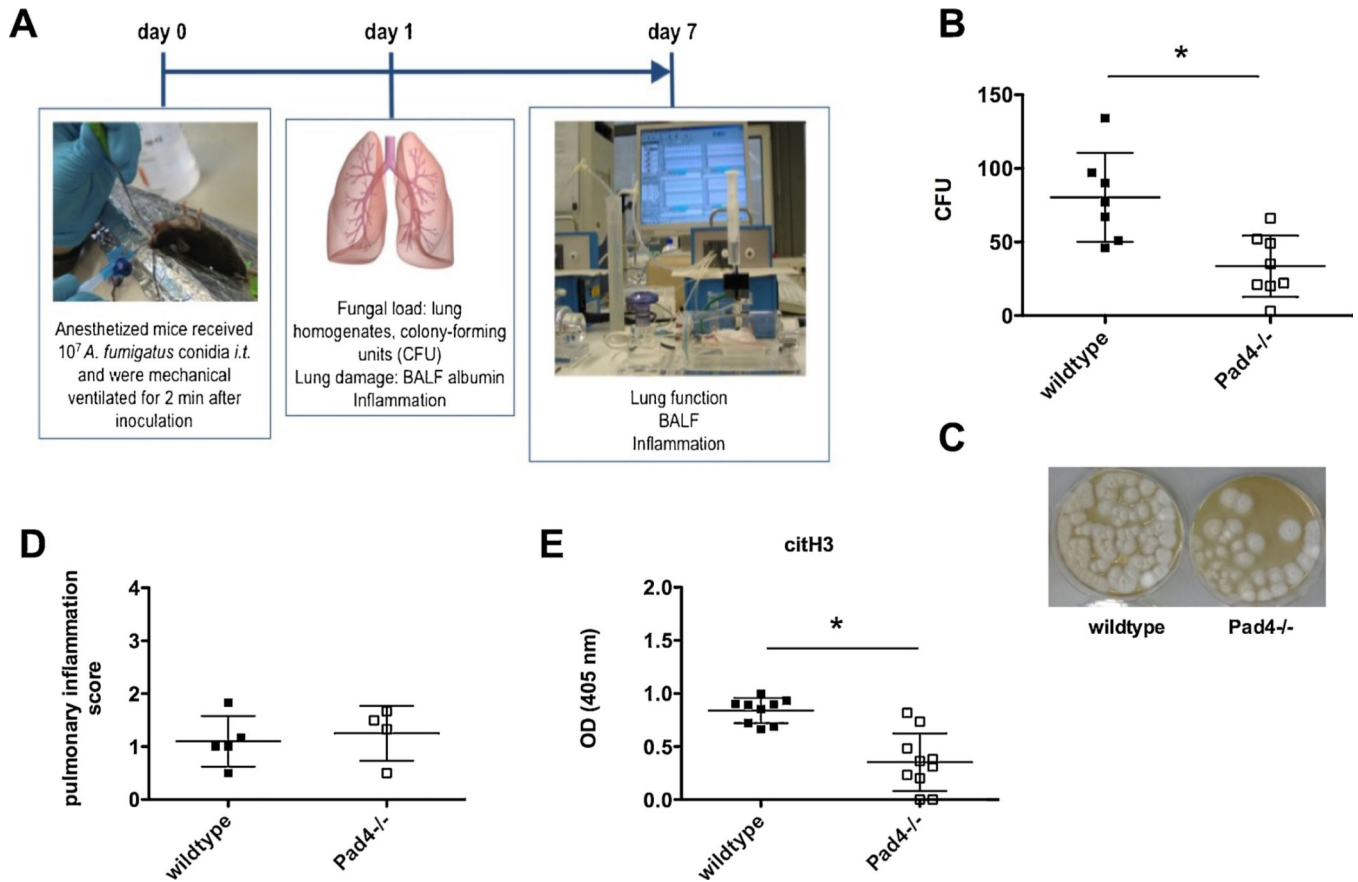 A
day 0
day 1
day 7
Anesthetized mice received
10⁷ A. fumigatus conidia i.t.
and were mechanical
ventilated for 2 min after
inoculation
Fungal load: lung
homogenates, colony-forming
units (CFU)
Lung damage: BALF albumin
Inflammation
Lung function
BALF
Inflammation
B
*
CFU
150
100
50
0
wildtype
Pad4-/-
C
wildtype
Pad4-/-
D
pulmonary inflammation
score
4
3
2
1
0
wildtype
Pad4-/-
E
citH3
*
OD (405 nm)
2.0
1.5
1.0
0.5
0.0
wildtype
Pad4-/-